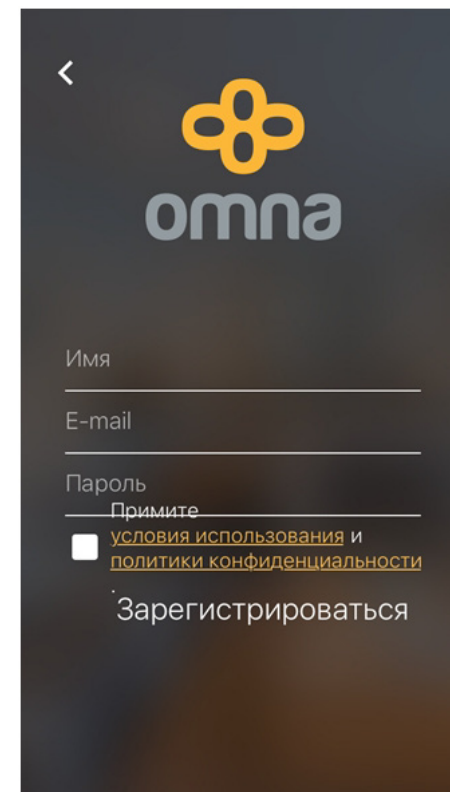 omna
Имя
E-mail
Пароль
Примите
условия использования и
политики конфиденциальности
.
Зарегистрироваться